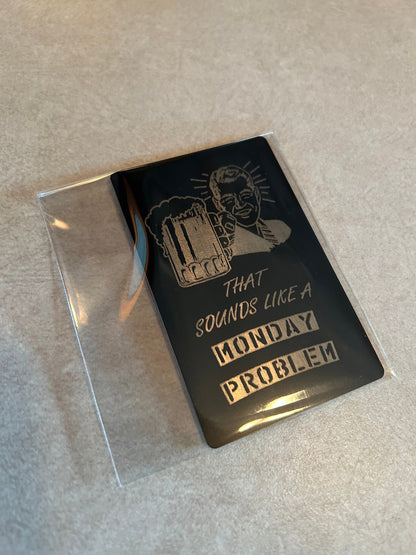 THAT
SOUNDS LIKE A
MONDAY
PROBLEM